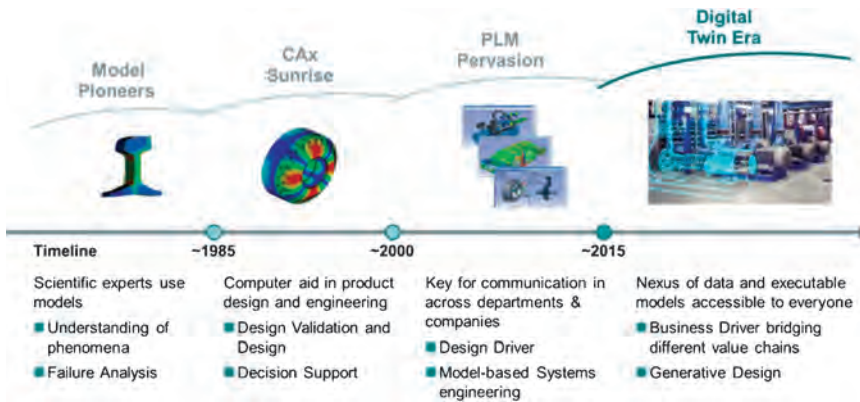 Model
Pioneers
CAx
Sunrise
PLM
Pervasion
Digital
Twin Era
Timeline
~1985
~2000
~2015
Scientific experts use
models
Understanding of
phenomena
Failure Analysis
Computer aid in product
design and engineering
Design Validation and
Design
Decision Support
Key for communication in
across departments &
companies
Design Driver
Model-based Systems
engineering
Nexus of data and executable
models accessible to everyone
Business Driver bridging
different value chains
Generative Design